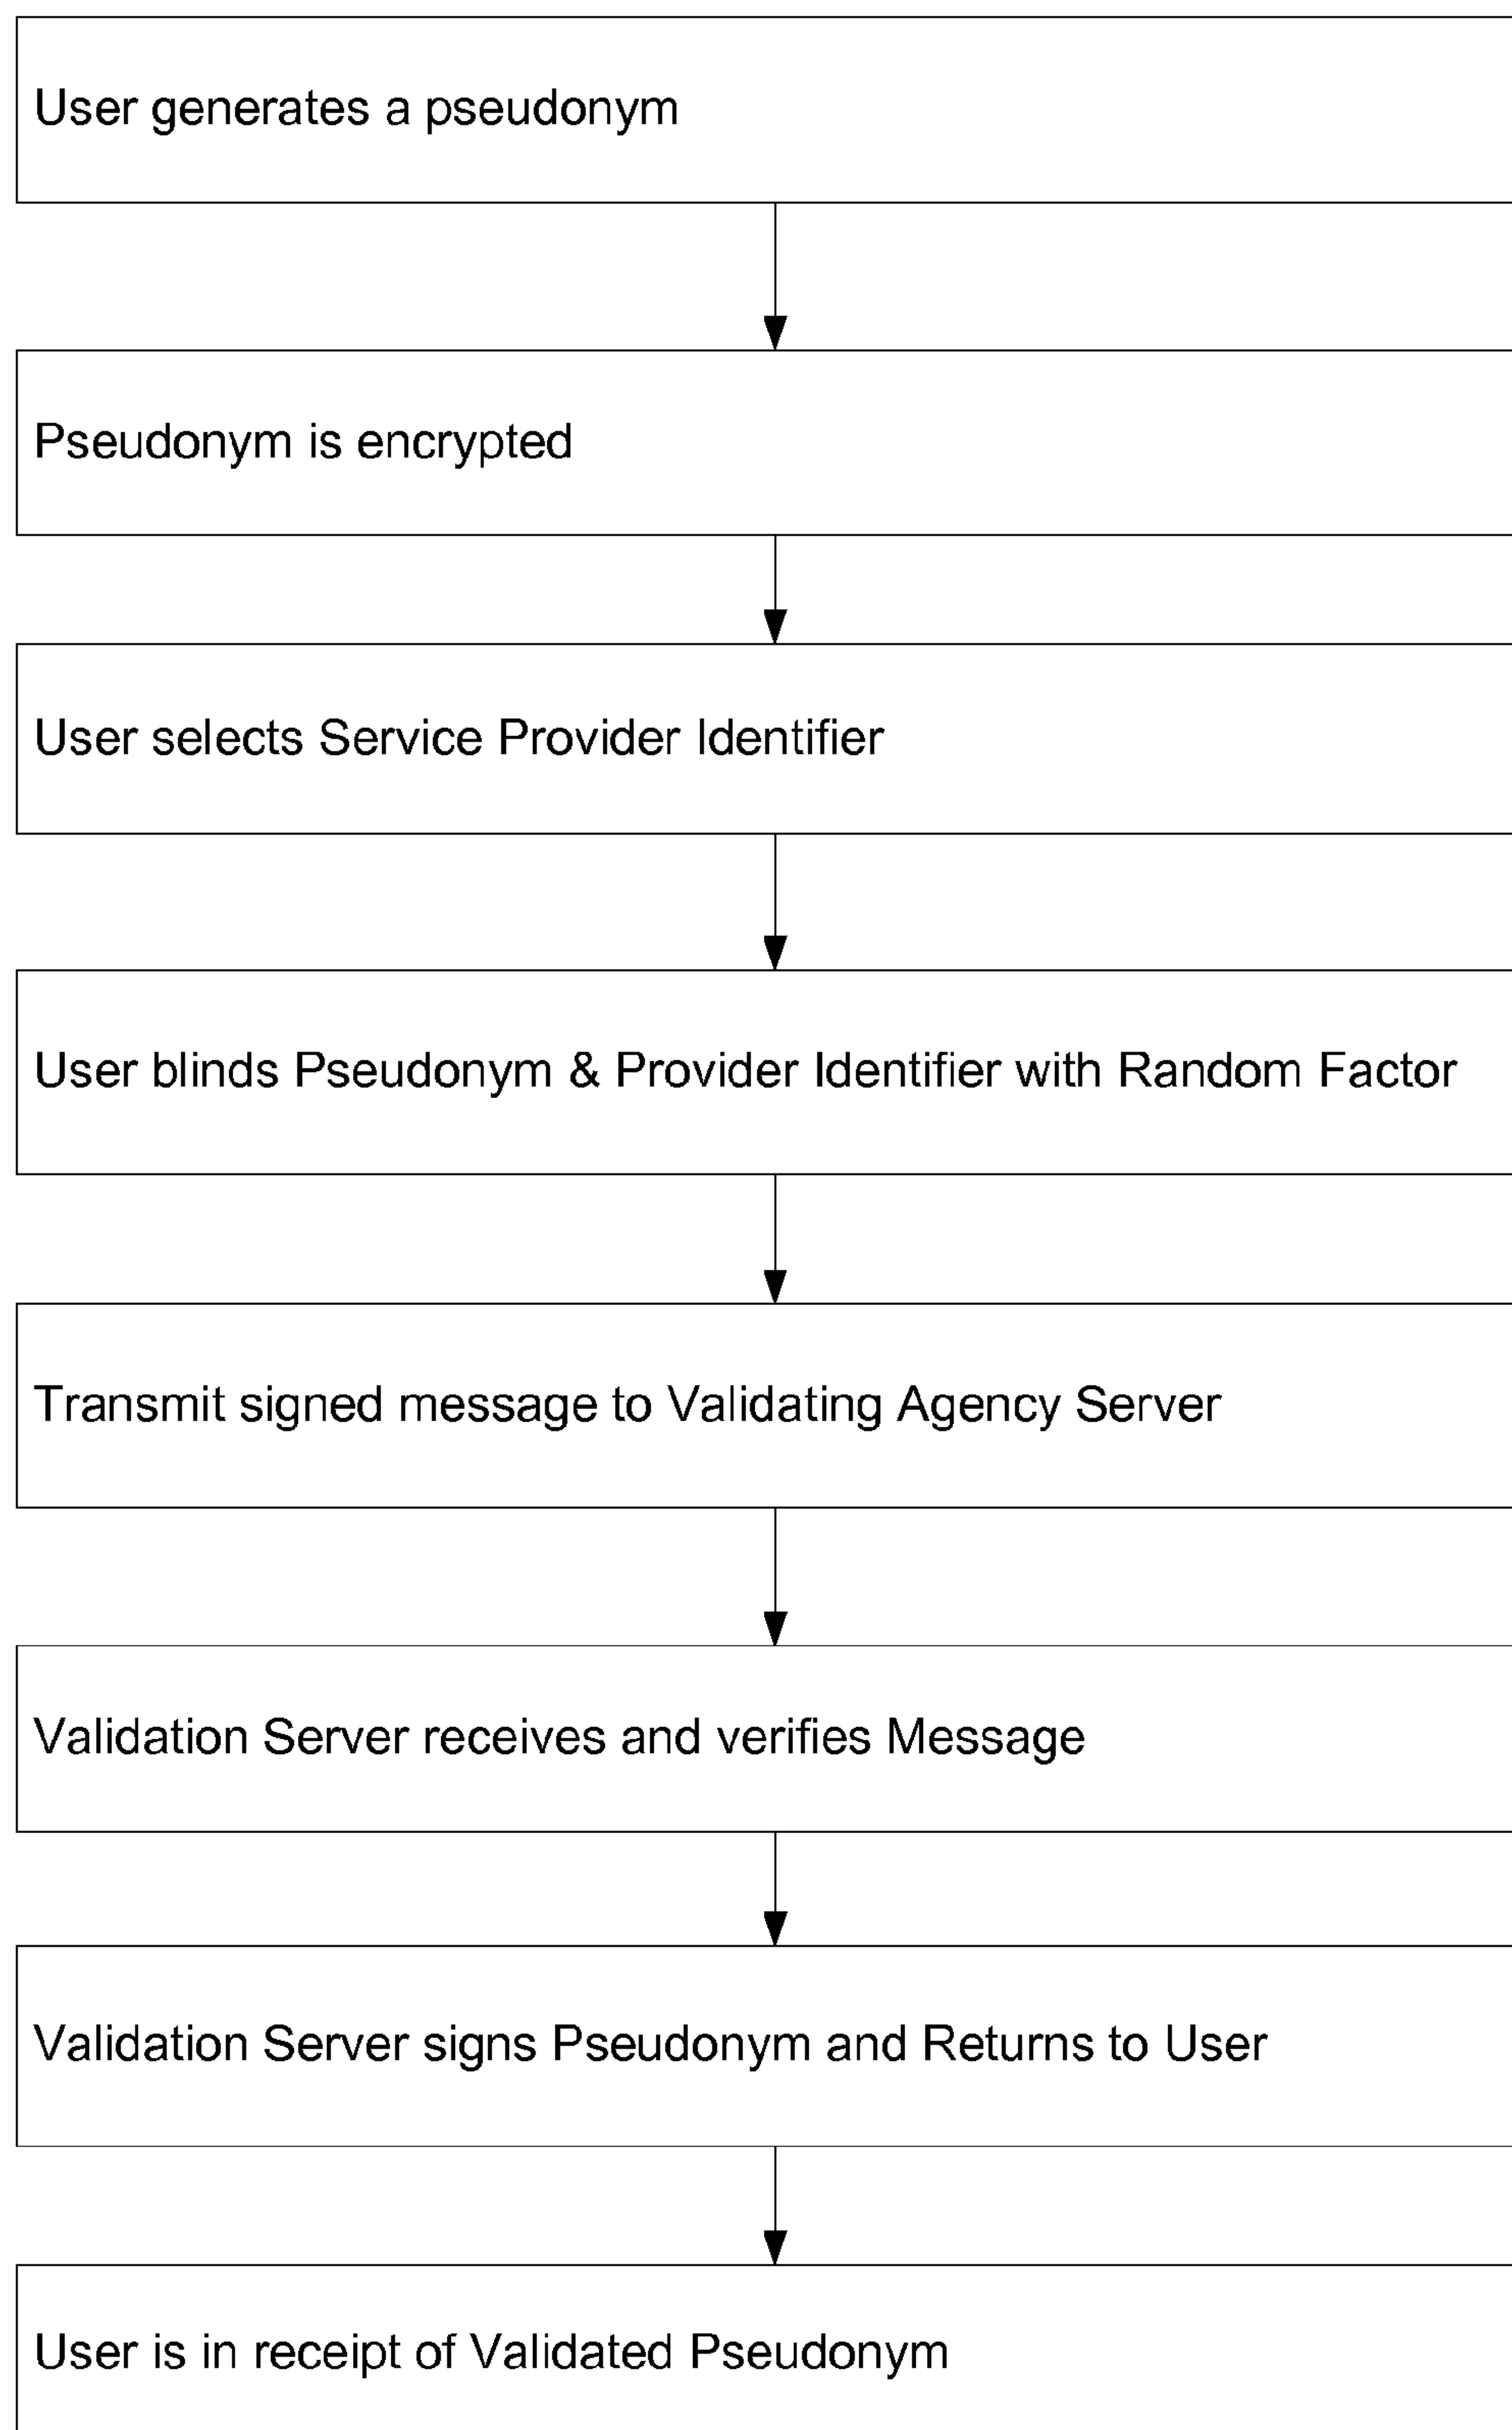 User generates a pseudonym
Pseudonym is encrypted
User selects Service Provider Identifier
User blinds Pseudonym & Provider Identifier with Random Factor
Transmit signed message to Validating Agency Server
Validation Server receives and verifies Message
Validation Server signs Pseudonym and Returns to User
User is in receipt of Validated Pseudonym